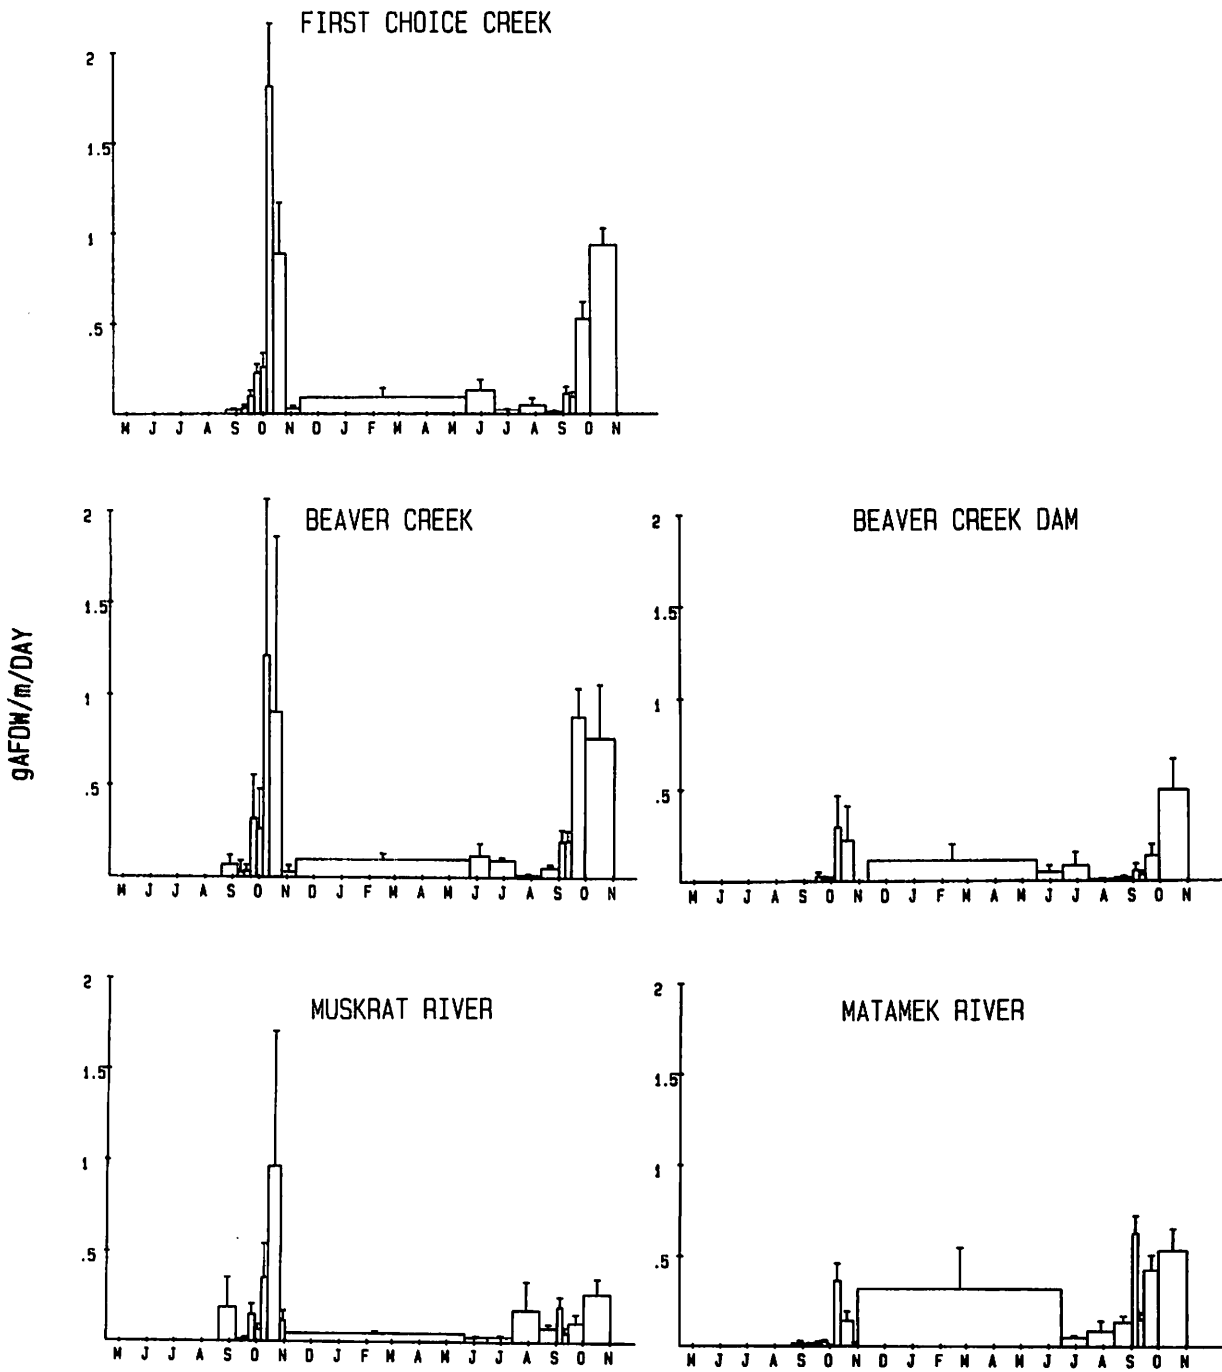 FIRST CHOICE CREEK
2
1.5
1
.5
M J J A S O N D J F M A M J J A S O N
gAFDW/m/DAY
BEAVER CREEK
2
1.5
1
.5
M J J A S O N D J F M A M J J A S O N
BEAVER CREEK DAM
2
1.5
1
.5
M J J A S O N D J F M A M J J A S O N
MUSKRAT RIVER
2
1.5
1
.5
M J J A S O N D J F M A M J J A S O N
MATAMEK RIVER
2
1.5
1
.5
M J J A S O N D J F M A M J J A S O N